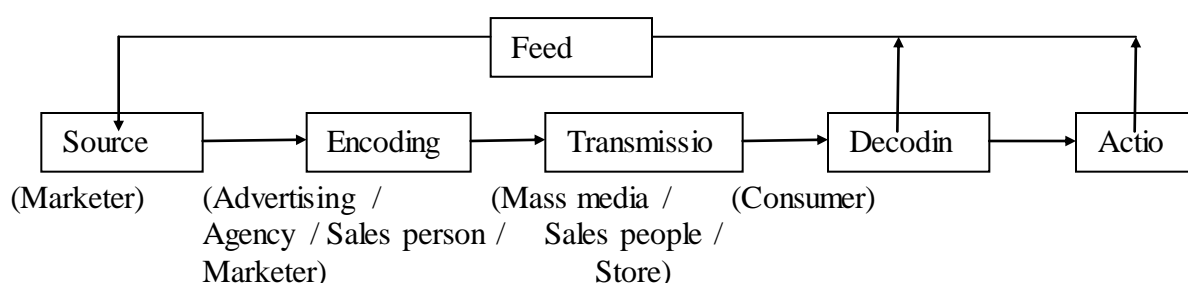 Feed
Source Encoding Transmissio Decodin Actio
(Marketer) (Advertising / (Mass media / (Consumer)
Agency / Sales person / Sales people /
Marketer) Store)